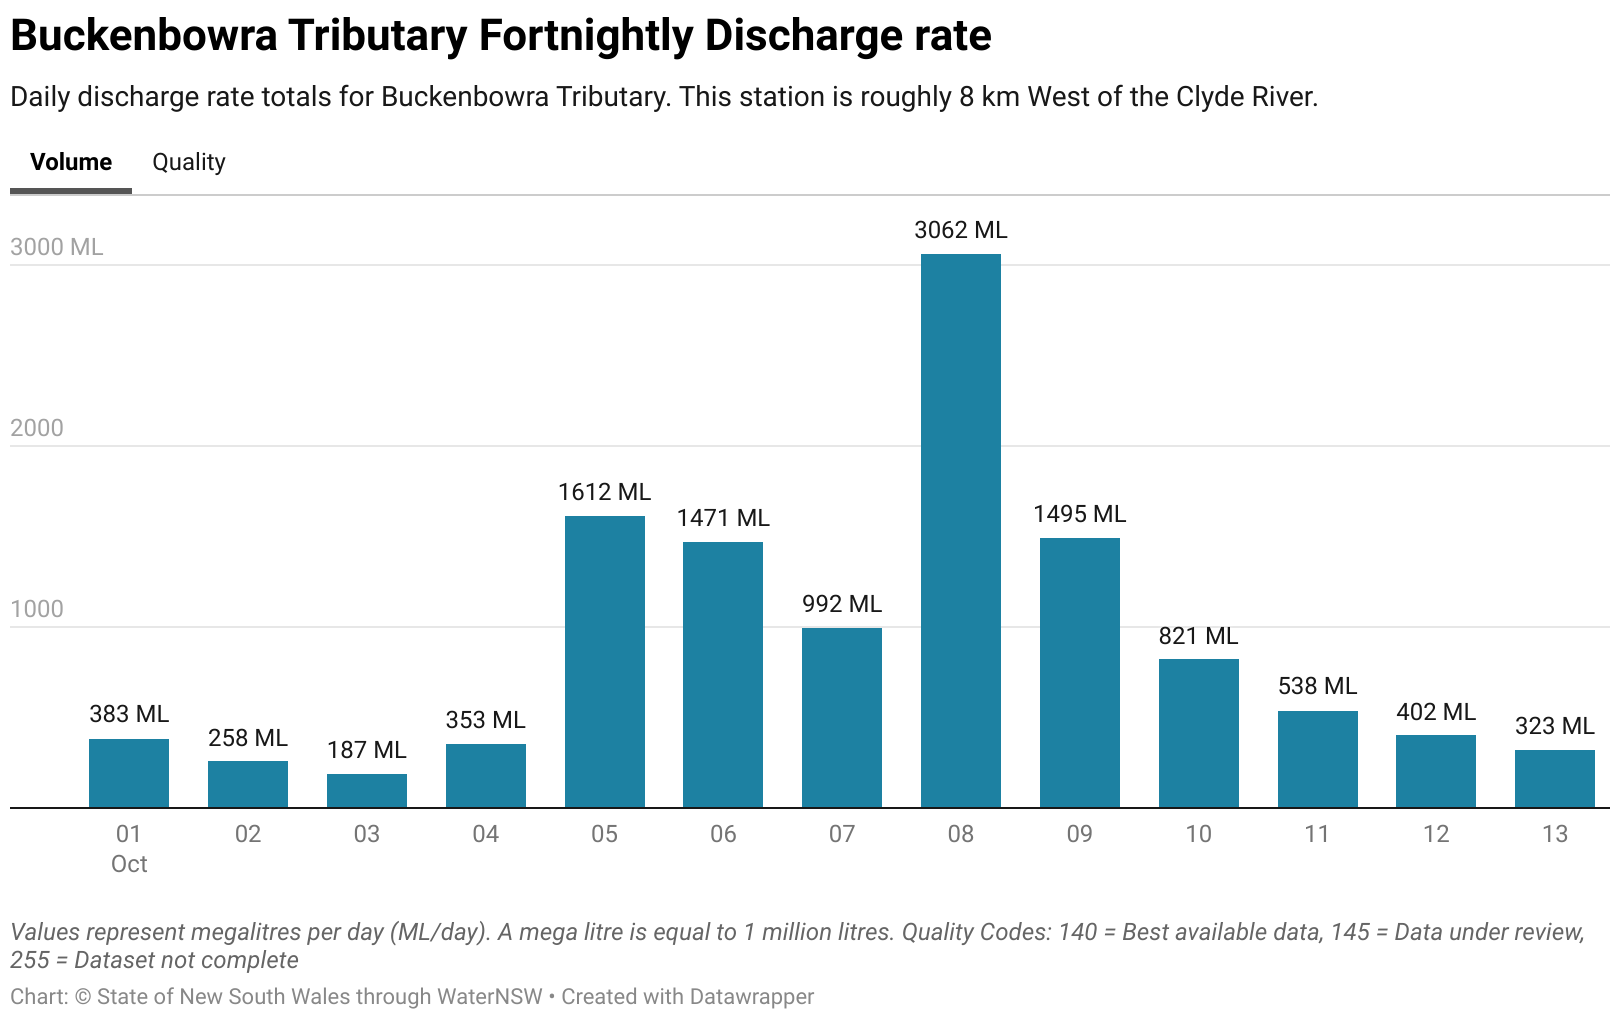 Buckenbowra Tributary Fortnightly Discharge rate
Daily discharge rate totals for Buckenbowra Tributary. This station is roughly 8 km West of the Clyde River.
Volume Quality
3000 ML
2000
1000
383 ML
258 ML
187 ML
353 ML
1612 ML
1471 ML
992 ML
3062 ML
1495 ML
821 ML
538 ML
402 ML
323 ML
01 02 03 04 05 06 07 08 09 10 11 12 13
Oct
Values represent megalitres per day (ML/day). A mega litre is equal to 1 million litres. Quality Codes: 140 = Best available data, 145 = Data under review,
255 = Dataset not complete
Chart: © State of New South Wales through WaterNSW • Created with Datawrapper